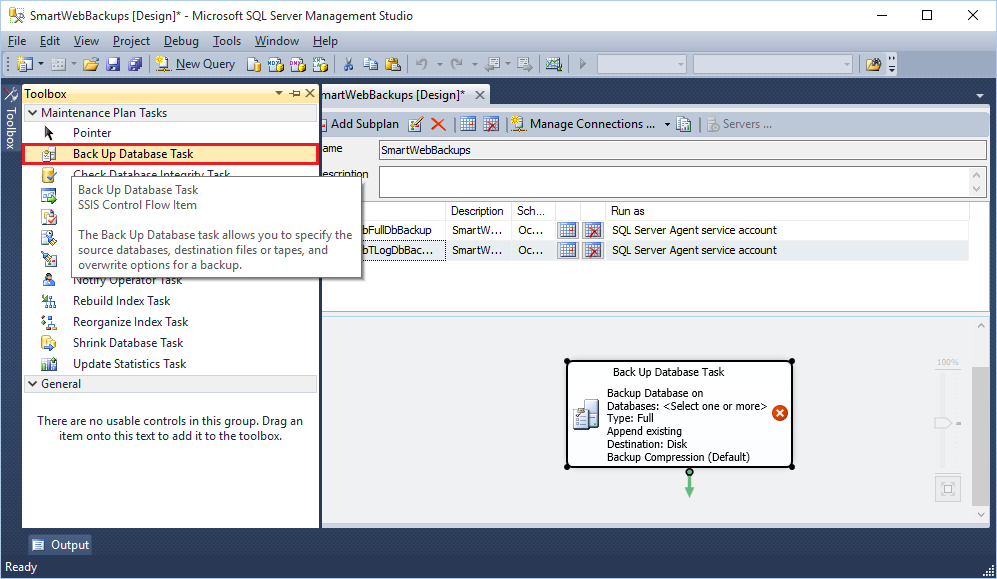 SmartWebBackups [Design]* - Microsoft SQL Server Management Studio
File Edit View Project Debug Tools Window Help
New Query
Toolbox
Toolbox
Maintenance Plan Tasks
Pointer
Back Up Database Task
Check Database Integrity Task
Back Up Database Task
SSIS Control Flow Item
The Back Up Database task allows you to specify the
source databases, destination files or tapes, and
overwrite options for a backup.
Notify Operator Task
Rebuild Index Task
Reorganize Index Task
Shrink Database Task
Update Statistics Task
General
There are no usable controls in this group. Drag an
item onto this text to add it to the toolbox.
martWebBackups [Design]*
Add Subplan Manage Connections ... Servers ...
ame SmartWebBackups
escription
Description Sch... Run as
bFullDbBackup SmartW... Oc... SQL Server Agent service account
bTLogDbBac... SmartW... Oc... SQL Server Agent service account
100%
Back Up Database Task
Backup Database on
Databases: <Select one or more>
Type: Full
Append existing
Destination: Disk
Backup Compression (Default)
Output
Ready